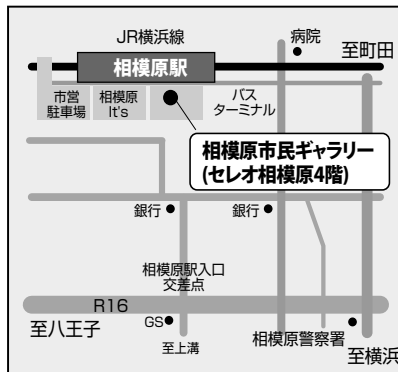 JR横浜線
病院
至町田
相模原駅
市営
駐車場
相模原
It's
バス
ターミナル
相模原市民ギャラリー
(セレオ相模原4階)
銀行
銀行
相模原駅入口
交差点
R16
GS
至八王子
至上溝
相模原警察署
至横浜